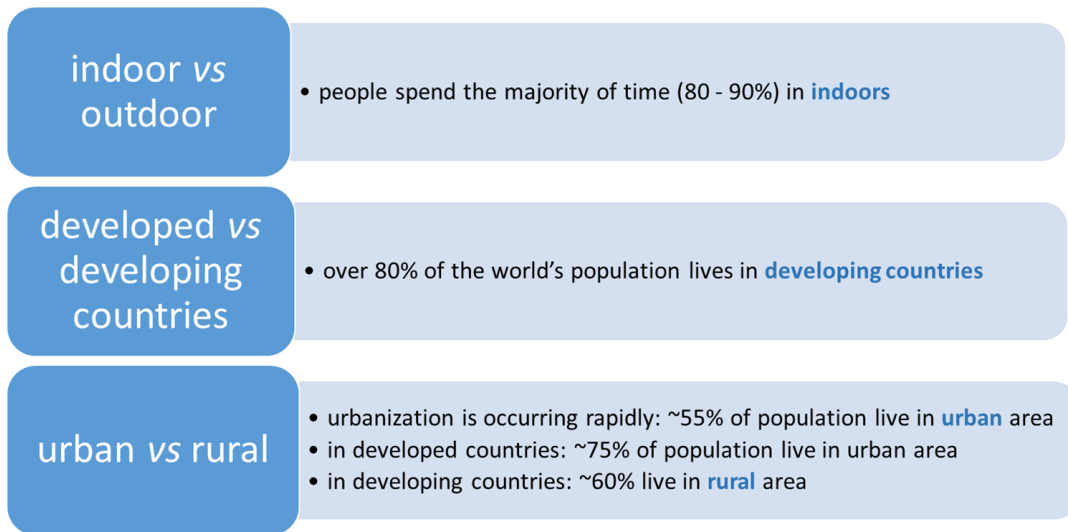 indoor vs
outdoor
• people spend the majority of time (80 - 90%) in indoors
developed vs
developing
countries
• over 80% of the world’s population lives in developing countries
urban vs rural
• urbanization is occurring rapidly: ~55% of population live in urban area
• in developed countries: ~75% of population live in urban area
• in developing countries: ~60% live in rural area